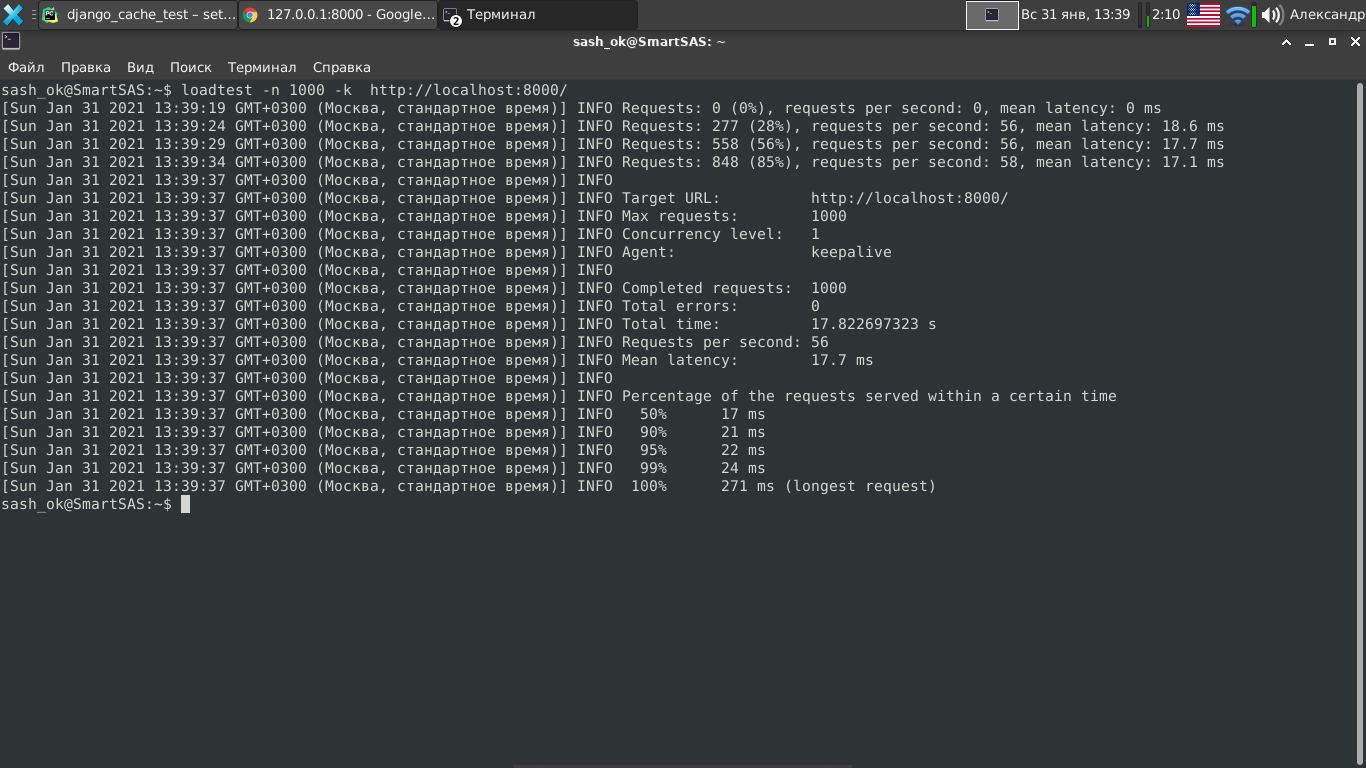 django_cache_test – set... 127.0.0.1:8000 - Google... 2 Терминал Вс 31 янв, 13:39 2:10 Александр
sash_ok@SmartSAS: ~
Файл Правка Вид Поиск Терминал Справка
sash_ok@SmartSAS:~$ loadtest -n 1000 -k  http://localhost:8000/
[Sun Jan 31 2021 13:39:19 GMT+0300 (Москва, стандартное время)] INFO Requests: 0 (0%), requests per second: 0, mean latency: 0 ms
[Sun Jan 31 2021 13:39:24 GMT+0300 (Москва, стандартное время)] INFO Requests: 277 (28%), requests per second: 56, mean latency: 18.6 ms
[Sun Jan 31 2021 13:39:29 GMT+0300 (Москва, стандартное время)] INFO Requests: 558 (56%), requests per second: 56, mean latency: 17.7 ms
[Sun Jan 31 2021 13:39:34 GMT+0300 (Москва, стандартное время)] INFO Requests: 848 (85%), requests per second: 58, mean latency: 17.1 ms
[Sun Jan 31 2021 13:39:37 GMT+0300 (Москва, стандартное время)] INFO
[Sun Jan 31 2021 13:39:37 GMT+0300 (Москва, стандартное время)] INFO Target URL:          http://localhost:8000/
[Sun Jan 31 2021 13:39:37 GMT+0300 (Москва, стандартное время)] INFO Max requests:        1000
[Sun Jan 31 2021 13:39:37 GMT+0300 (Москва, стандартное время)] INFO Concurrency level:   1
[Sun Jan 31 2021 13:39:37 GMT+0300 (Москва, стандартное время)] INFO Agent:               keepalive
[Sun Jan 31 2021 13:39:37 GMT+0300 (Москва, стандартное время)] INFO
[Sun Jan 31 2021 13:39:37 GMT+0300 (Москва, стандартное время)] INFO Completed requests:  1000
[Sun Jan 31 2021 13:39:37 GMT+0300 (Москва, стандартное время)] INFO Total errors:        0
[Sun Jan 31 2021 13:39:37 GMT+0300 (Москва, стандартное время)] INFO Total time:          17.822697323 s
[Sun Jan 31 2021 13:39:37 GMT+0300 (Москва, стандартное время)] INFO Requests per second: 56
[Sun Jan 31 2021 13:39:37 GMT+0300 (Москва, стандартное время)] INFO Mean latency:        17.7 ms
[Sun Jan 31 2021 13:39:37 GMT+0300 (Москва, стандартное время)] INFO
[Sun Jan 31 2021 13:39:37 GMT+0300 (Москва, стандартное время)] INFO Percentage of the requests served within a certain time
[Sun Jan 31 2021 13:39:37 GMT+0300 (Москва, стандартное время)] INFO   50%      17 ms
[Sun Jan 31 2021 13:39:37 GMT+0300 (Москва, стандартное время)] INFO   90%      21 ms
[Sun Jan 31 2021 13:39:37 GMT+0300 (Москва, стандартное время)] INFO   95%      22 ms
[Sun Jan 31 2021 13:39:37 GMT+0300 (Москва, стандартное время)] INFO   99%      24 ms
[Sun Jan 31 2021 13:39:37 GMT+0300 (Москва, стандартное время)] INFO  100%      271 ms (longest request)
sash_ok@SmartSAS:~$